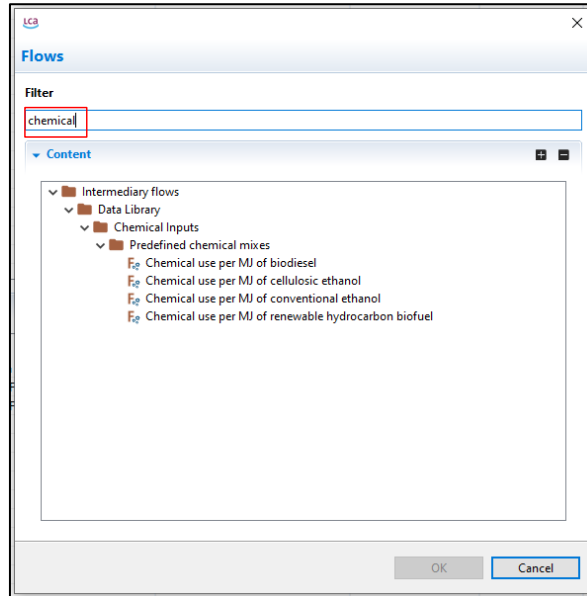 LCA
Flows
Filter
chemical
Content
Intermediary flows
Data Library
Chemical Inputs
Predefined chemical mixes
Chemical use per MJ of biodiesel
Chemical use per MJ of cellulosic ethanol
Chemical use per MJ of conventional ethanol
Chemical use per MJ of renewable hydrocarbon biofuel
OK Cancel